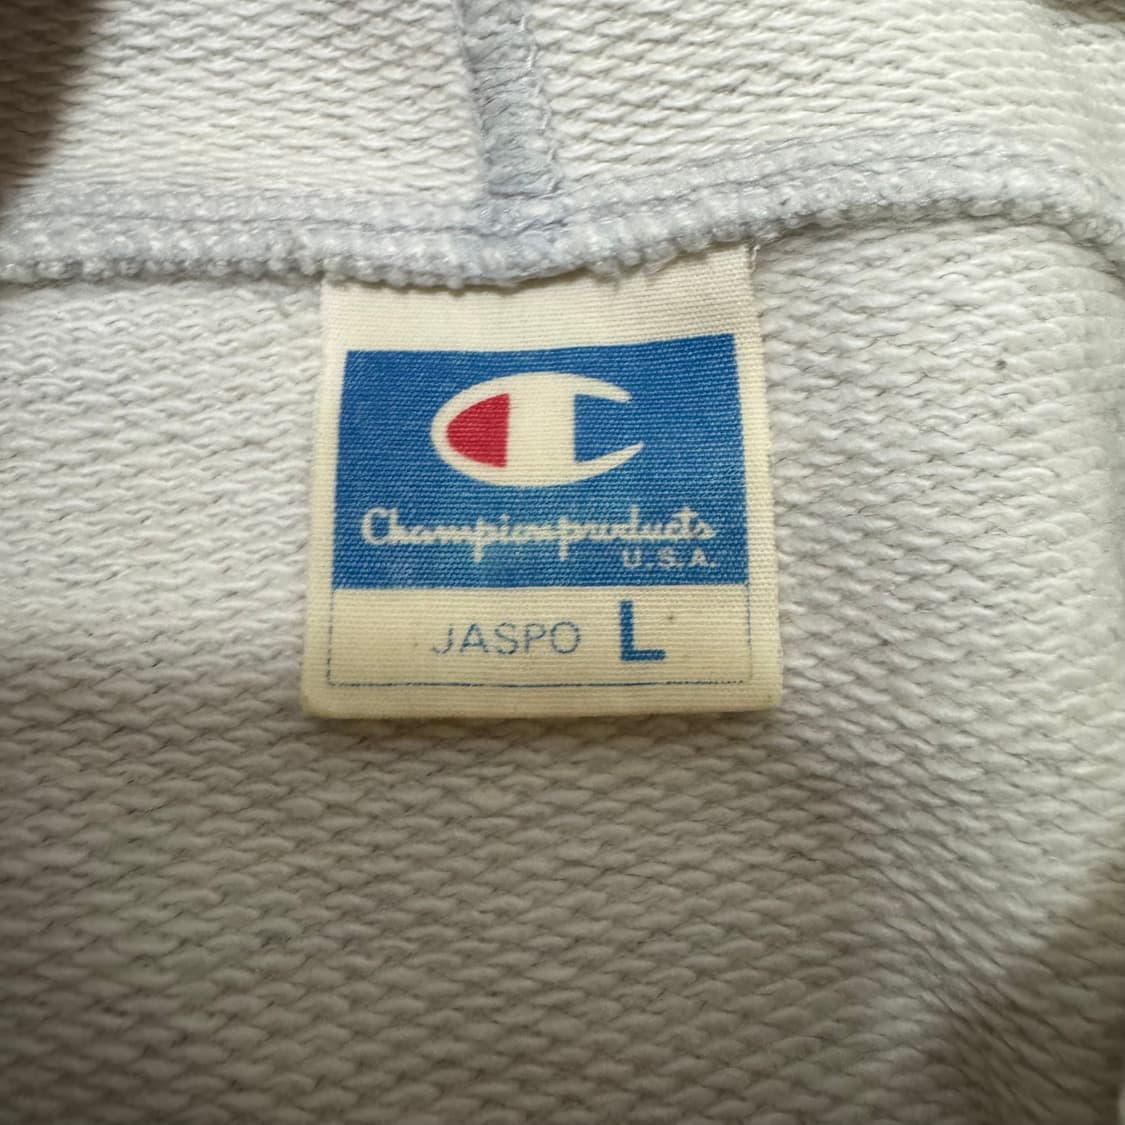 Championproducts
U.S.A.
JASPO L